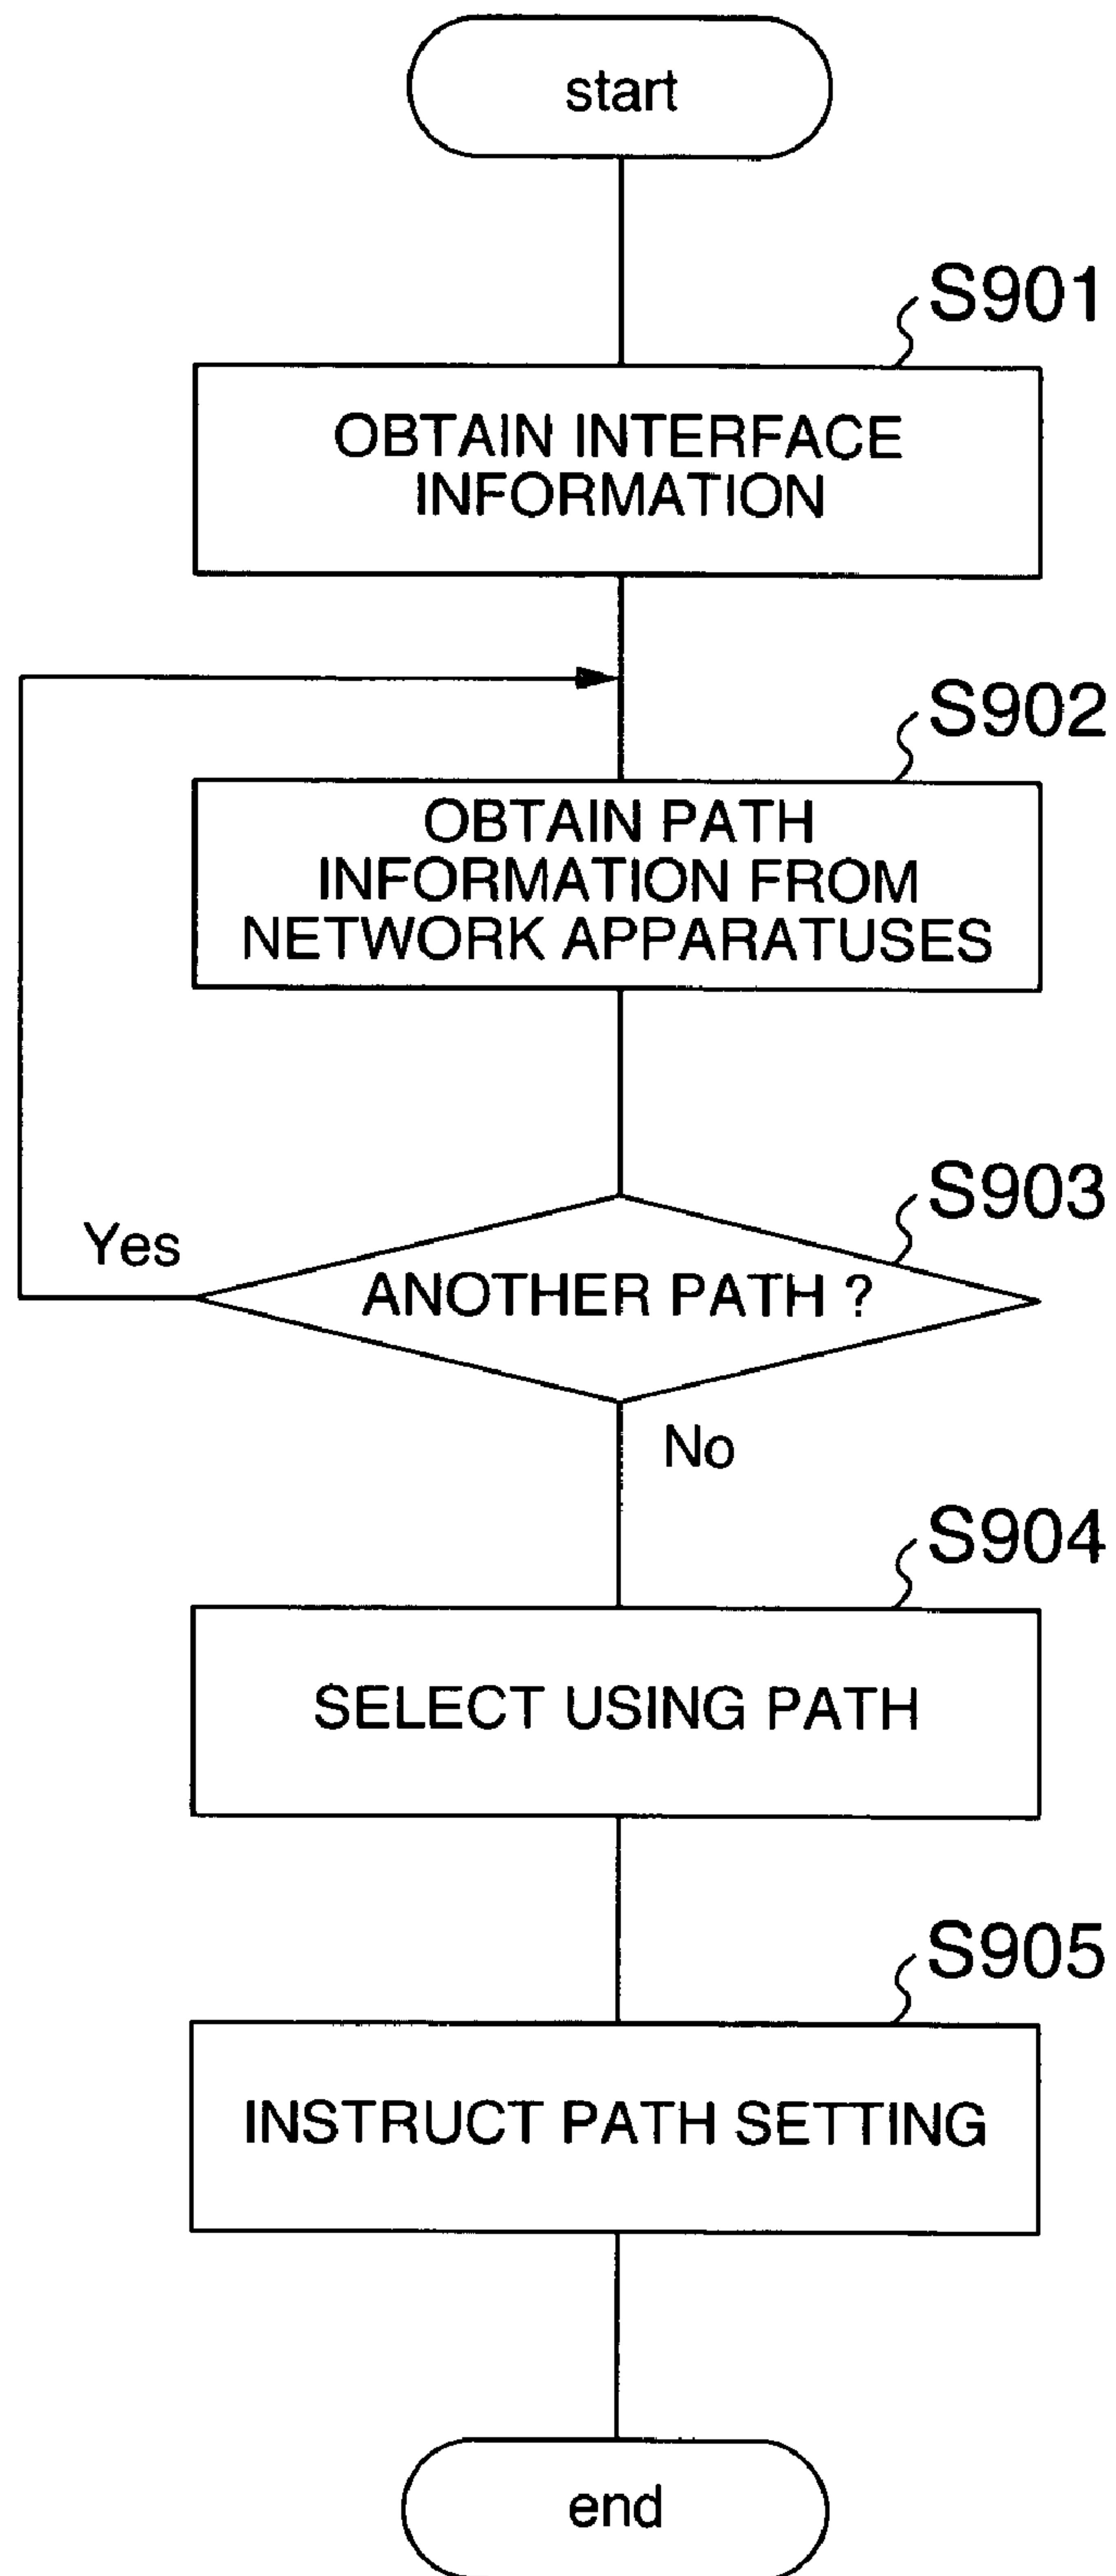 start
S901
OBTAIN INTERFACE
INFORMATION
S902
OBTAIN PATH
INFORMATION FROM
NETWORK APPARATUSES
S903
Yes
ANOTHER PATH ?
No
S904
SELECT USING PATH
S905
INSTRUCT PATH SETTING
end